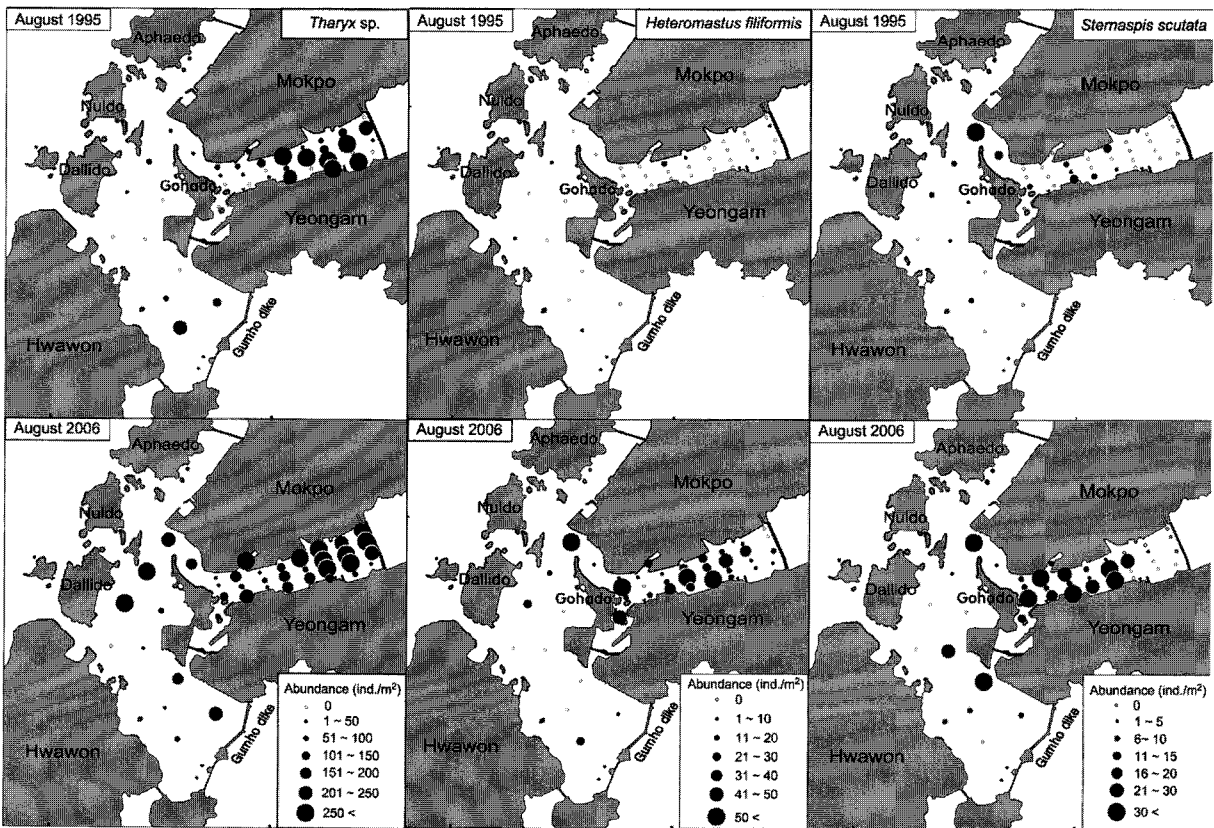 August 1995
Tharyx sp.
Aphaedo
Mokpo
Nuldo
Dallido
Gohado
Yeongam
Hwawon
Gumho dike
August 1995
Heteromastus filiformis
Aphaedo
Mokpo
Nuldo
Dallido
Gohado
Yeongam
Hwawon
Gumho dike
August 1995
Sternaspis scutata
Aphaedo
Mokpo
Nuldo
Dallido
Gohado
Yeongam
Hwawon
Gumho dike
August 2006
Aphaedo
Mokpo
Nuldo
Dallido
Gohado
Yeongam
Hwawon
Gumho dike
Abundance (ind./m²)
0
1 ~ 50
51 ~ 100
101 ~ 150
151 ~ 200
201 ~ 250
250 <
August 2006
Aphaedo
Mokpo
Nuldo
Dallido
Gohado
Yeongam
Hwawon
Gumho dike
Abundance (ind./m²)
0
1 ~ 10
11 ~ 20
21 ~ 30
31 ~ 40
41 ~ 50
50 <
August 2006
Aphaedo
Mokpo
Nuldo
Dallido
Gohado
Yeongam
Hwawon
Gumho dike
Abundance (ind./m²)
0
1 ~ 5
6~ 10
11 ~ 15
16 ~ 20
21 ~ 30
30 <